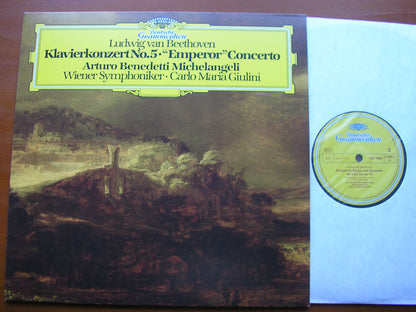 Deutsche
Grammophon
Ludwig van Beethoven
Klavierkonzert No. 5 · "Emperor" Concerto
Arturo Benedetti Michelangeli
Wiener Symphoniker · Carlo Maria Giulini
Deutsche
Grammophon
2